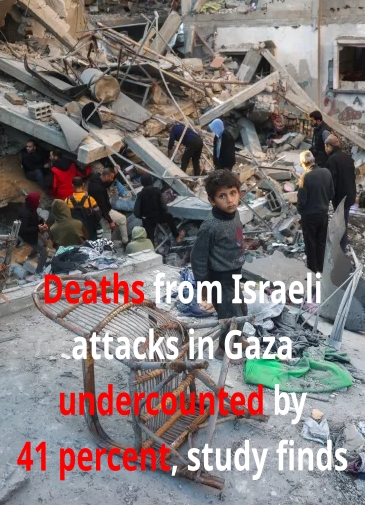 Deaths from Israeli
attacks in Gaza
undercounted by
41 percent, study finds